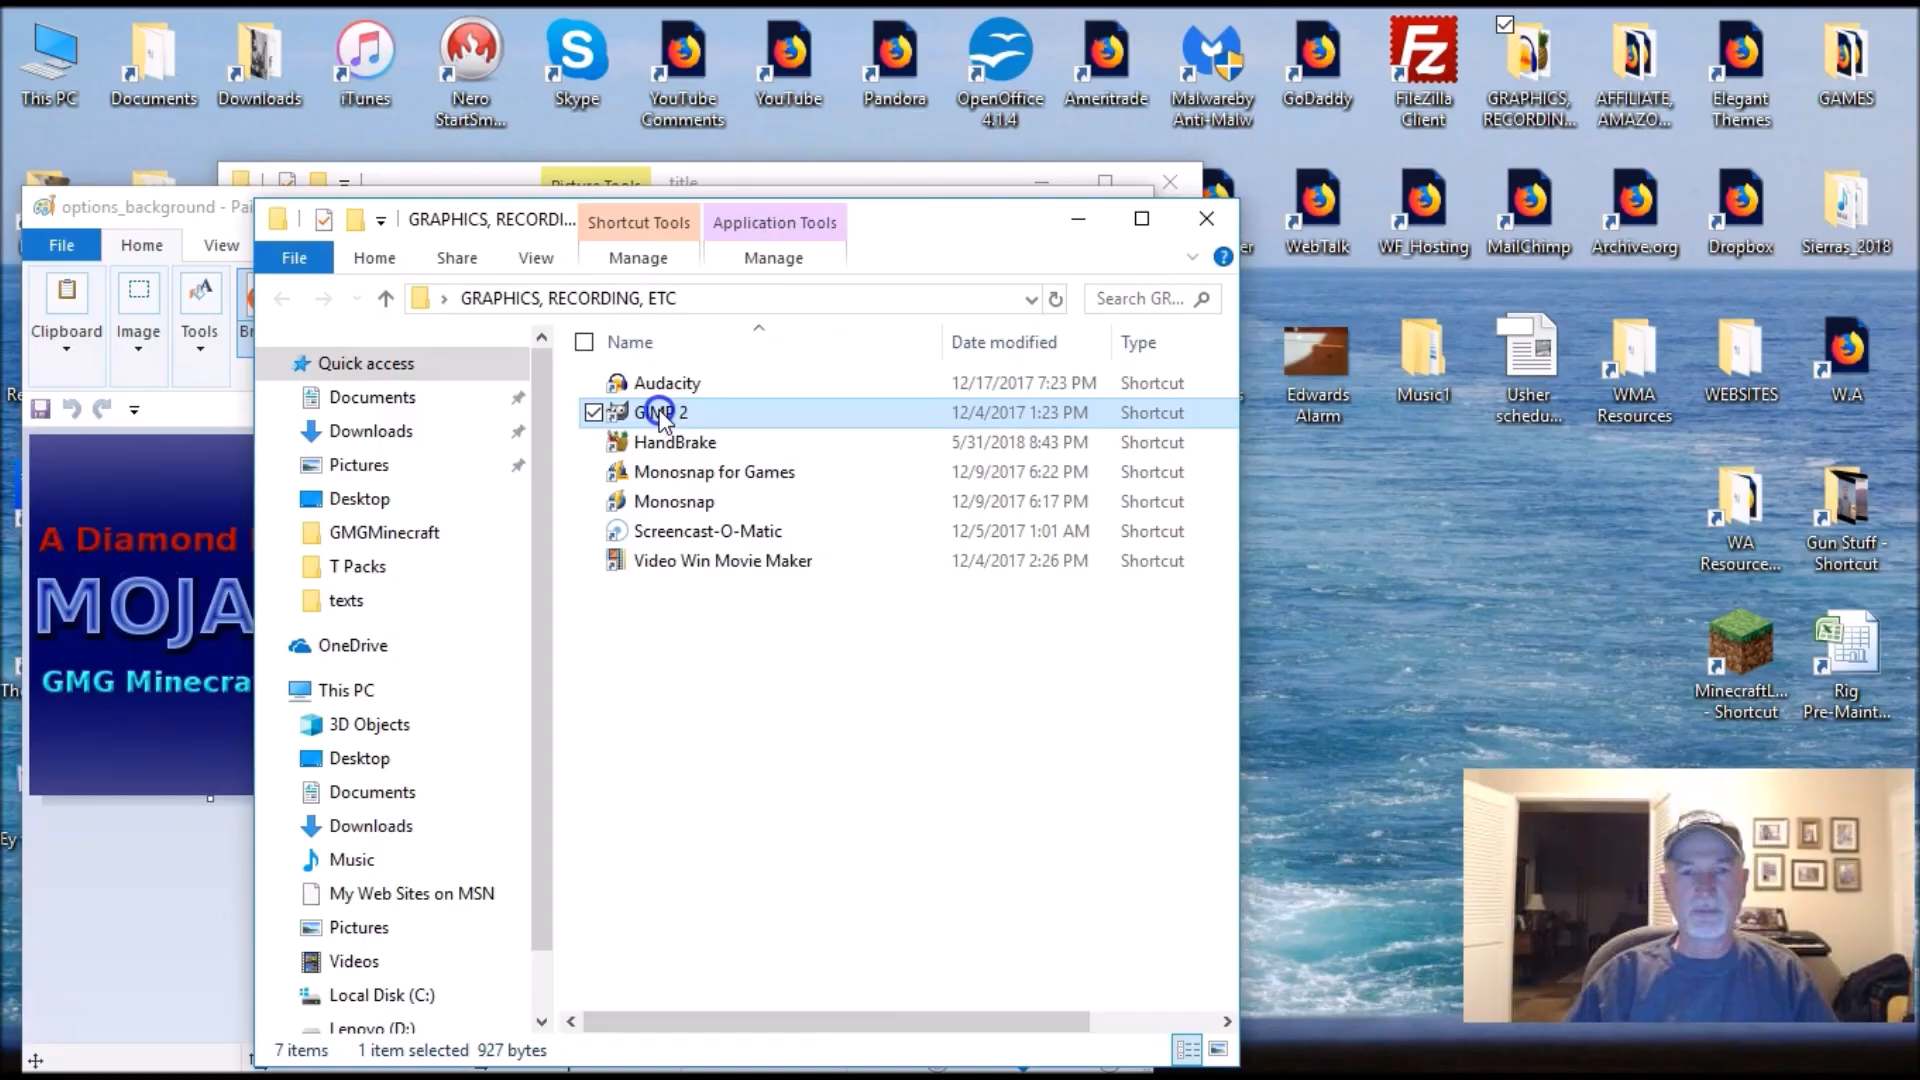 This PC
Documents
Downloads
iTunes
Nero
StartSm...
Skype
YouTube
Comments
YouTube
Pandora
OpenOffice
4.1.4
Ameritrade
Malwareby
Anti-Malw
GoDaddy
FileZilla
Client
GRAPHICS,
RECORDIN...
AFFILIATE,
AMAZO...
Elegant
Themes
GAMES
Picture Tools
title
options_background - Pai
File
Home
View
Clipboard
Image
Tools
Br
GRAPHICS, RECORDI...
Shortcut Tools
Application Tools
File
Home
Share
View
Manage
Manage
GRAPHICS, RECORDING, ETC
Search GR...
WebTalk
WF_Hosting
MailChimp
Archive.org
Dropbox
Sierras_2018
Edwards
Alarm
Music1
Usher
schedu...
WMA
Resources
WEBSITES
W.A
WA
Resource...
Gun Stuff -
Shortcut
MinecraftL...
- Shortcut
Rig
Pre-Maint...
Name
Date modified
Type
Audacity 12/17/2017 7:23 PM Shortcut
GIMP 2 12/4/2017 1:23 PM Shortcut
HandBrake 5/31/2018 8:43 PM Shortcut
Monosnap for Games 12/9/2017 6:22 PM Shortcut
Monosnap 12/9/2017 6:17 PM Shortcut
Screencast-O-Matic 12/5/2017 1:01 AM Shortcut
Video Win Movie Maker 12/4/2017 2:26 PM Shortcut
Quick access
Documents
Downloads
Pictures
Desktop
GMGMinecraft
T Packs
texts
OneDrive
This PC
3D Objects
Desktop
Documents
Downloads
Music
My Web Sites on MSN
Pictures
Videos
Local Disk (C:)
Lenovo (D:)
7 items
1 item selected 927 bytes
A Diamond
MOJA
GMG Minecra